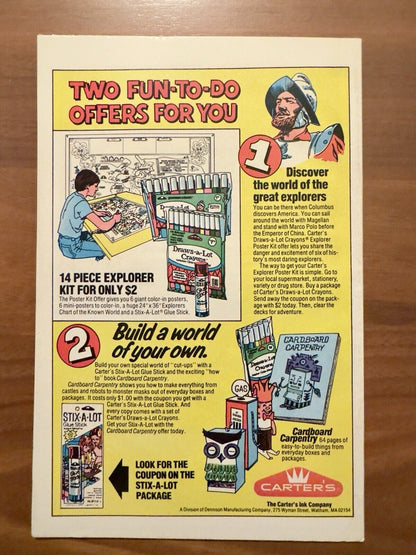 TWO FUN-TO-DO
OFFERS FOR YOU
1
Discover
the world of the
great explorers
You can be there when Columbus
discovers America. You can sail
around the world with Magellan
and stand with Marco Polo before
the Emperor of China. Carter's
Draws-a-Lot Crayons® Explorer
Poster Kit offer lets you share the
danger and excitement of six of his-
tory's most daring explorers.
The way to get your Carter's
Explorer Poster Kit is simple. Go to
your local supermarket, stationery,
variety or drug store. Buy a package
of Carter's Draws-a-Lot Crayons.
Send away the coupon on the pack-
age with $2 today. Then, clear the
decks for adventure.
Draws-a-Lot
Crayons
14 PIECE EXPLORER
KIT FOR ONLY $2
The Poster Kit Offer gives you 6 giant color-in posters,
6 mini-posters to color-in, a huge 24" x 36" Explorers
Chart of the Known World and a Stix-A-Lot® Glue Stick.
2
Build a world
of your own.
Build your own special world of "cut-ups" with a
Carter's Stix-A-Lot Glue Stick and the exciting "how
to" book Cardboard Carpentry.
Cardboard Carpentry shows you how to make everything
from castles and robots to monster masks out of everyday boxes and
packages. It costs only $1.00 with the coupon you get with a
Carter's Stix-A-Lot Glue Stick. And
every copy comes with a set of
Carter's Draws-a-Lot Crayons.
Get your Stix-A-Lot with the
Cardboard Carpentry offer today.
STIX-A-LOT
Glue Stick
LOOK FOR THE
COUPON ON THE
STIX-A-LOT
PACKAGE
GAS
CARDBOARD
CARPENTRY
Cardboard
Carpentry 64 pages of
easy-to-build things from
everyday boxes and
packages.
CARTER'S
The Carter's Ink Company
A Division of Dennison Manufacturing Company, 275 Wyman Street, Waltham, MA 02154